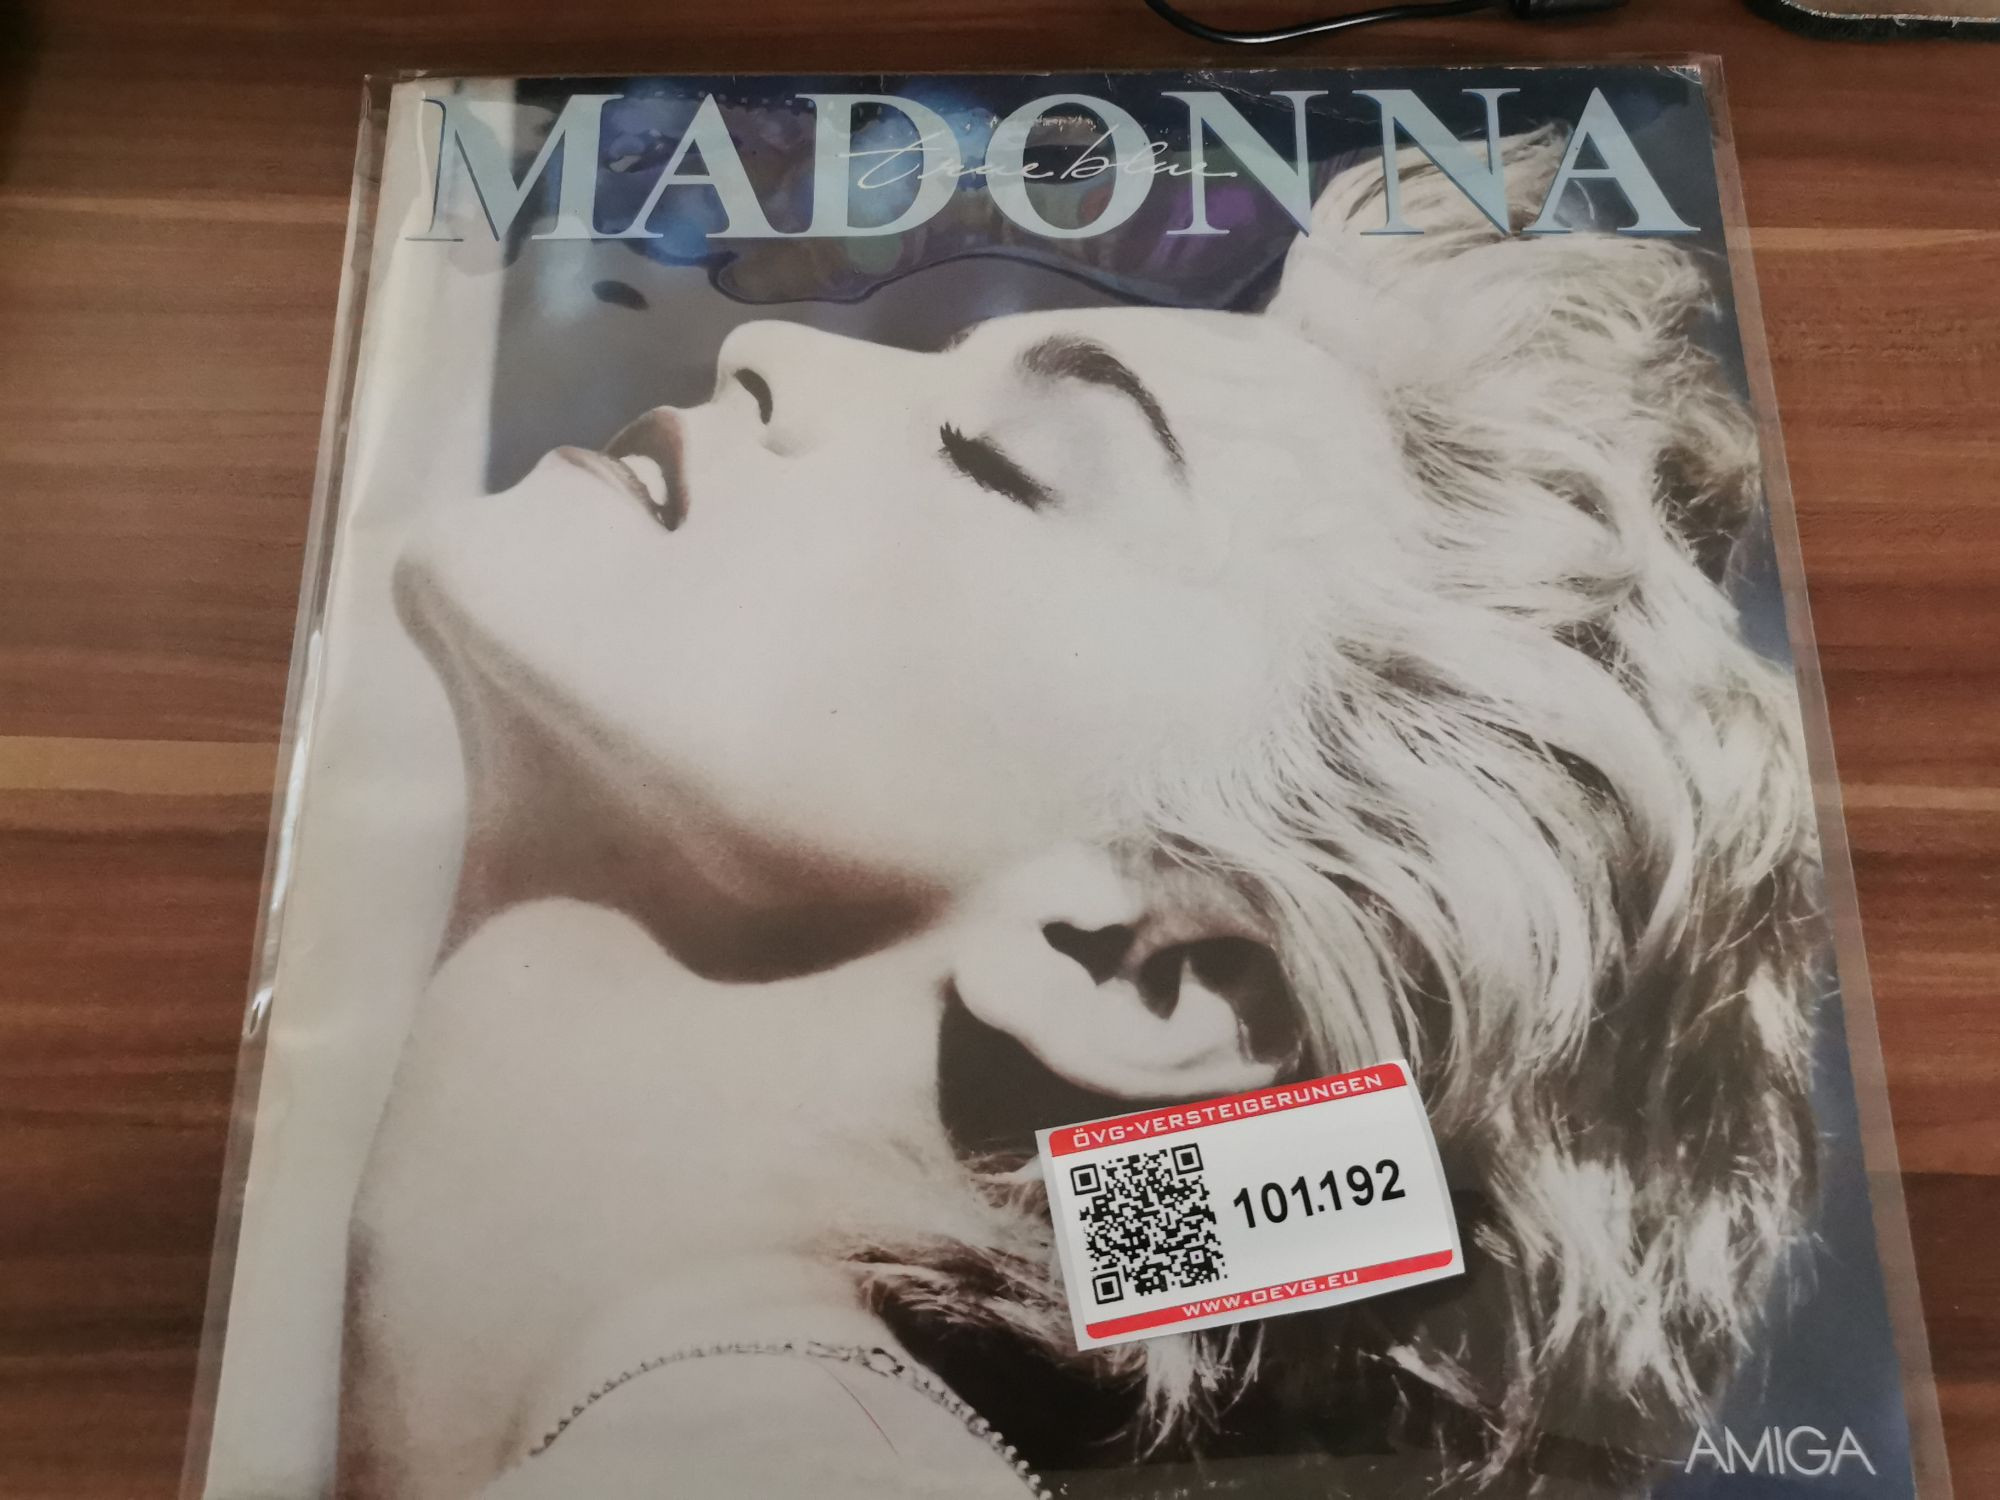 MADONNA
true blue
ÖVG-VERSTEIGERUNGEN
101.192
WWW.OEVG.EU
AMIGA